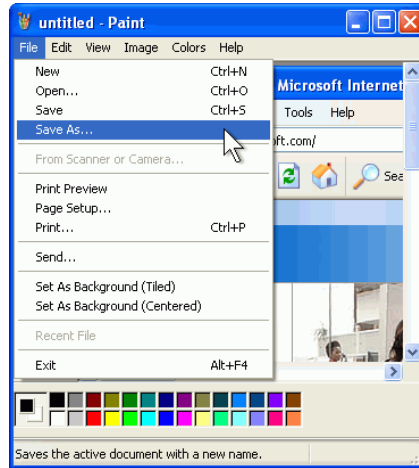 untitled - Paint
File Edit View Image Colors Help
New Ctrl+N
Open... Ctrl+O
Save Ctrl+S
Save As...
From Scanner or Camera...
Print Preview
Page Setup...
Print... Ctrl+P
Send...
Set As Background (Tiled)
Set As Background (Centered)
Recent File
Exit Alt+F4
Microsoft Internet
Tools Help
ft.com/
Sea
Saves the active document with a new name.